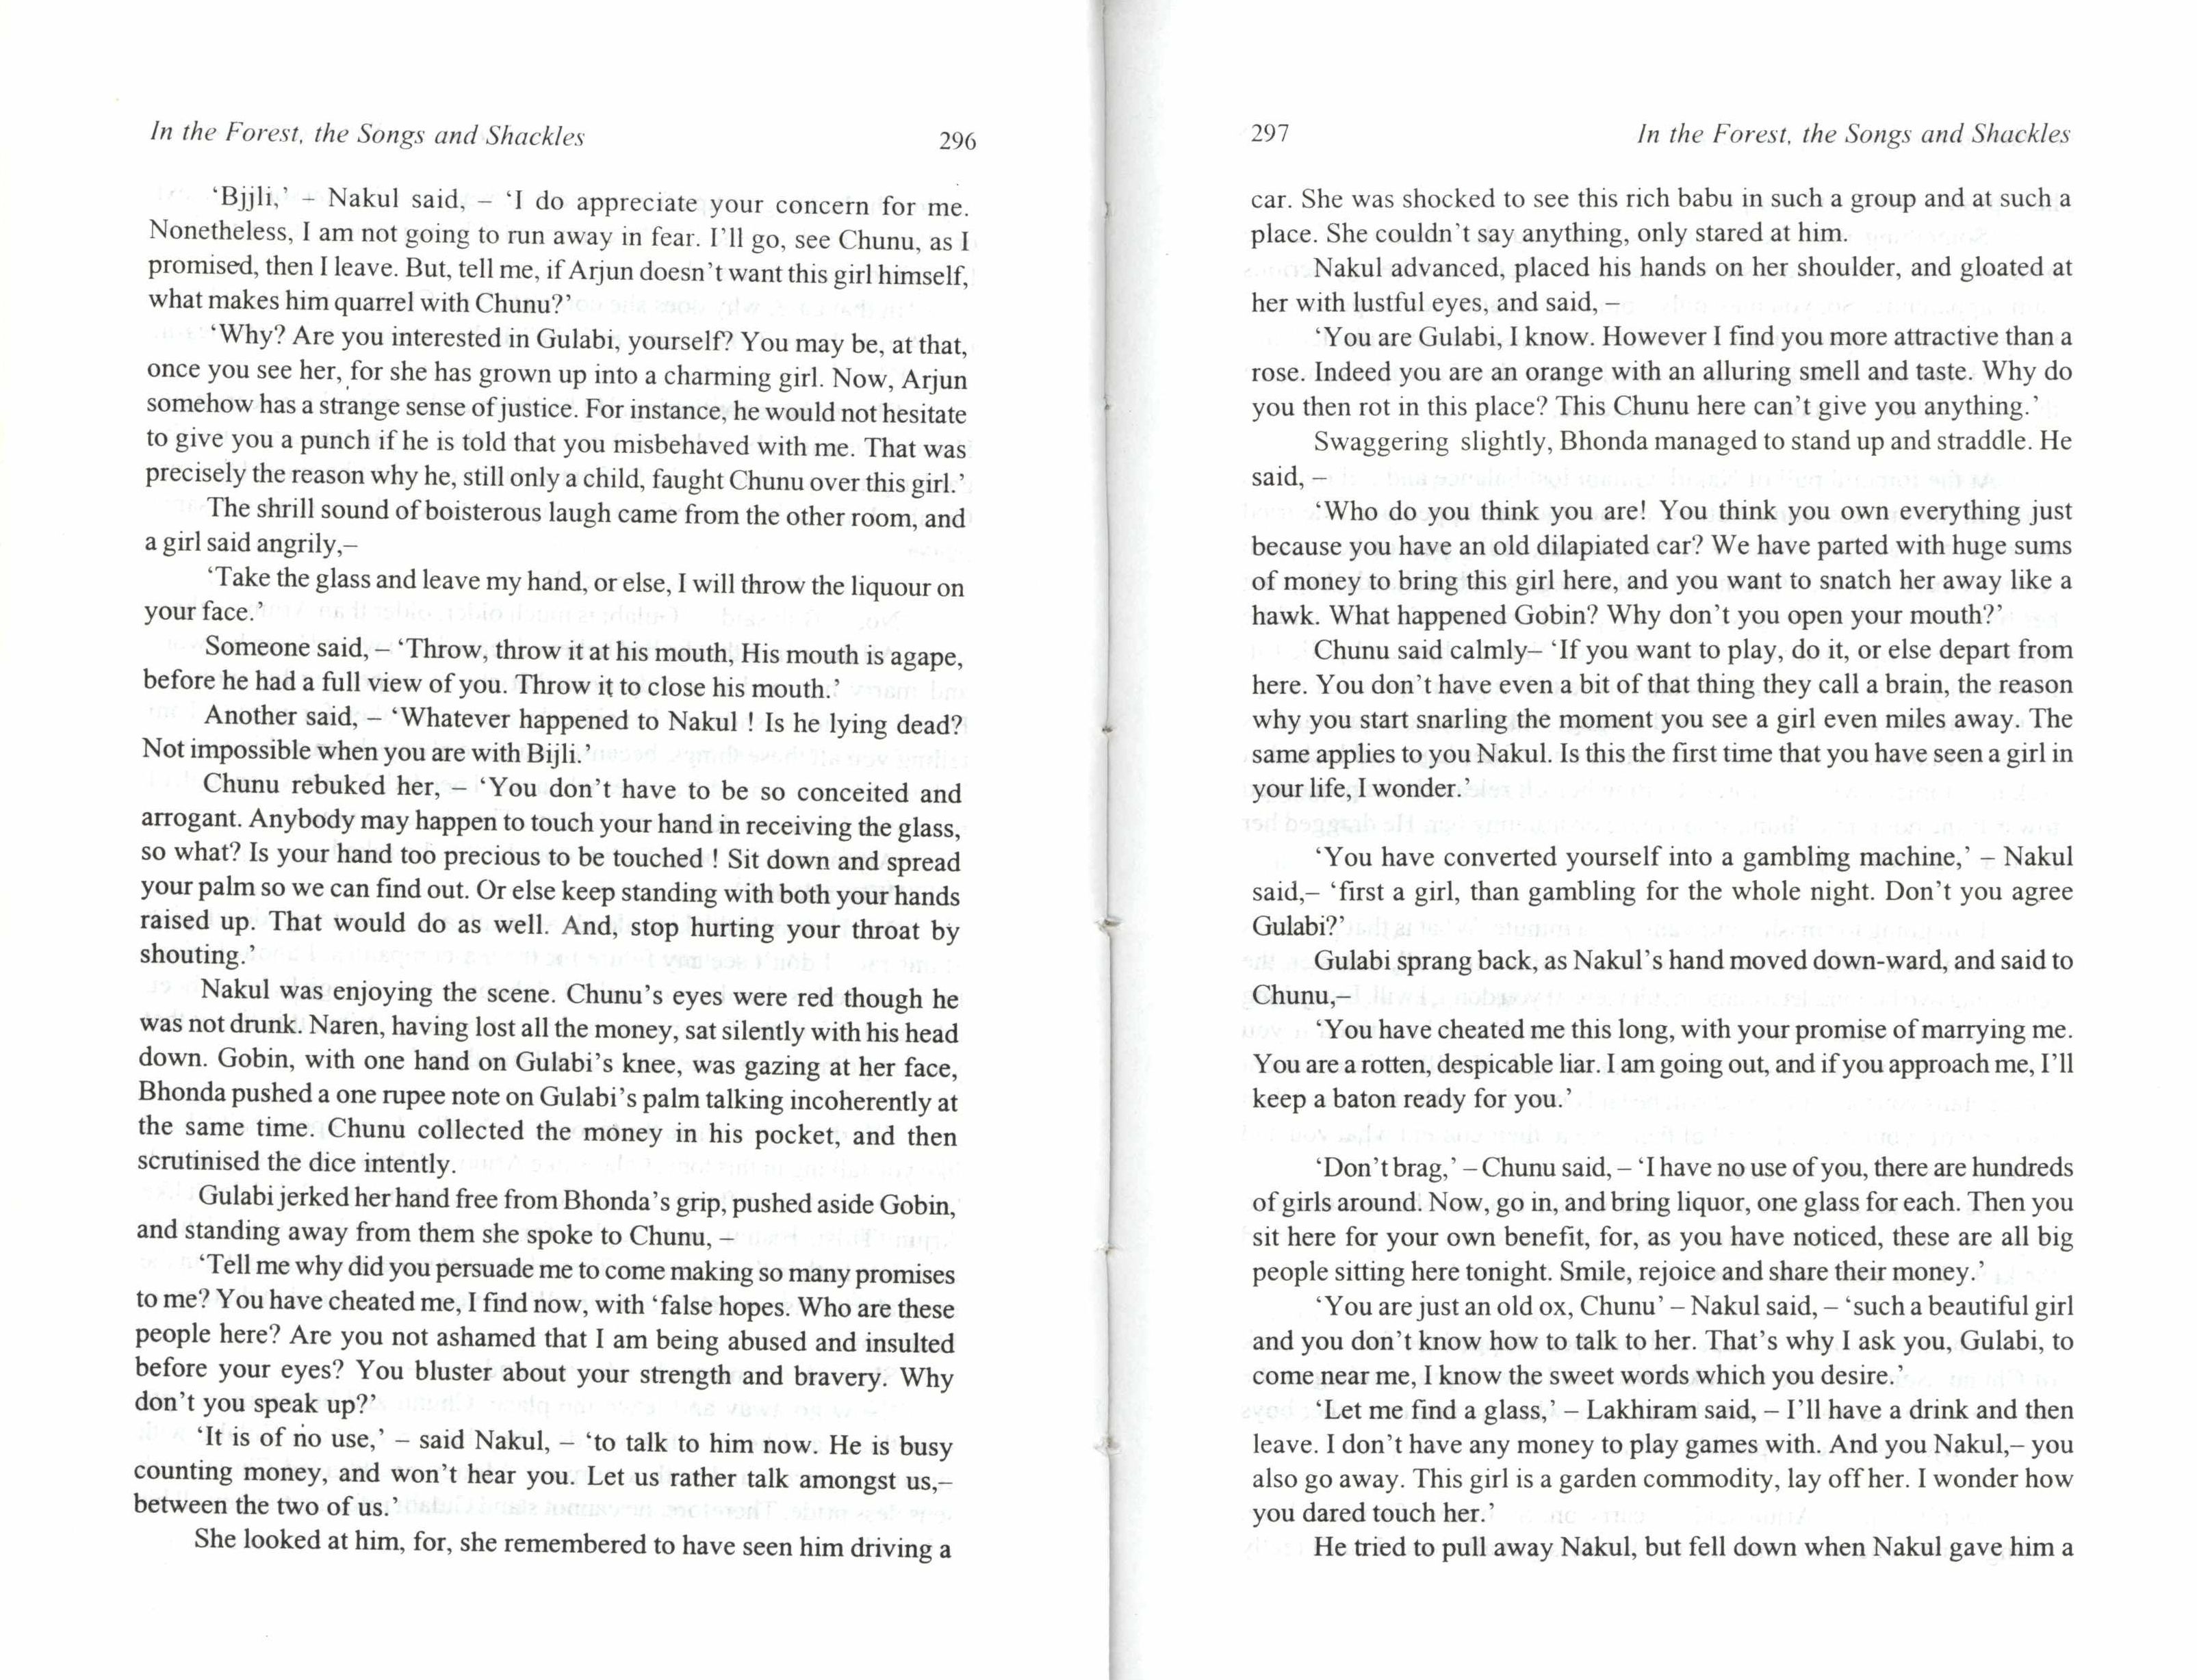 In the Forest, the Songs and Shackles 296
‘Bjjli,’ – Nakul said, – ‘I do appreciate your concern for me.
Nonetheless, I am not going to run away in fear. I’ll go, see Chunu, as I
promised, then I leave. But, tell me, if Arjun doesn’t want this girl himself,
what makes him quarrel with Chunu?’
‘Why? Are you interested in Gulabi, yourself? You may be, at that,
once you see her, for she has grown up into a charming girl. Now, Arjun
somehow has a strange sense of justice. For instance, he would not hesitate
to give you a punch if he is told that you misbehaved with me. That was
precisely the reason why he, still only a child, faught Chunu over this girl.’
The shrill sound of boisterous laugh came from the other room, and
a girl said angrily,–
‘Take the glass and leave my hand, or else, I will throw the liquour on
your face.’
Someone said, – ‘Throw, throw it at his mouth, His mouth is agape,
before he had a full view of you. Throw it to close his mouth.’
Another said, – ‘Whatever happened to Nakul ! Is he lying dead?
Not impossible when you are with Bijli.’
Chunu rebuked her, – ‘You don’t have to be so conceited and
arrogant. Anybody may happen to touch your hand in receiving the glass,
so what? Is your hand too precious to be touched ! Sit down and spread
your palm so we can find out. Or else keep standing with both your hands
raised up. That would do as well. And, stop hurting your throat by
shouting.’
Nakul was enjoying the scene. Chunu’s eyes were red though he
was not drunk. Naren, having lost all the money, sat silently with his head
down. Gobin, with one hand on Gulabi’s knee, was gazing at her face,
Bhonda pushed a one rupee note on Gulabi’s palm talking incoherently at
the same time. Chunu collected the money in his pocket, and then
scrutinised the dice intently.
Gulabi jerked her hand free from Bhonda’s grip, pushed aside Gobin,
and standing away from them she spoke to Chunu, –
‘Tell me why did you persuade me to come making so many promises
to me? You have cheated me, I find now, with ‘false hopes. Who are these
people here? Are you not ashamed that I am being abused and insulted
before your eyes? You bluster about your strength and bravery. Why
don’t you speak up?’
‘It is of no use,’ – said Nakul, – ‘to talk to him now. He is busy
counting money, and won’t hear you. Let us rather talk amongst us,–
between the two of us.’
She looked at him, for, she remembered to have seen him driving a
297 In the Forest, the Songs and Shackles
car. She was shocked to see this rich babu in such a group and at such a
place. She couldn’t say anything, only stared at him.
Nakul advanced, placed his hands on her shoulder, and gloated at
her with lustful eyes, and said, –
‘You are Gulabi, I know. However I find you more attractive than a
rose. Indeed you are an orange with an alluring smell and taste. Why do
you then rot in this place? This Chunu here can’t give you anything.’
Swaggering slightly, Bhonda managed to stand up and straddle. He
said, –
‘Who do you think you are! You think you own everything just
because you have an old dilapiated car? We have parted with huge sums
of money to bring this girl here, and you want to snatch her away like a
hawk. What happened Gobin? Why don’t you open your mouth?’
Chunu said calmly– ‘If you want to play, do it, or else depart from
here. You don’t have even a bit of that thing they call a brain, the reason
why you start snarling the moment you see a girl even miles away. The
same applies to you Nakul. Is this the first time that you have seen a girl in
your life, I wonder.’
‘You have converted yourself into a gambling machine,’ – Nakul
said,– ‘first a girl, than gambling for the whole night. Don’t you agree
Gulabi?’
Gulabi sprang back, as Nakul’s hand moved down-ward, and said to
Chunu,–
‘You have cheated me this long, with your promise of marrying me.
You are a rotten, despicable liar. I am going out, and if you approach me, I’ll
keep a baton ready for you.’
‘Don’t brag,’ – Chunu said, – ‘I have no use of you, there are hundreds
of girls around. Now, go in, and bring liquor, one glass for each. Then you
sit here for your own benefit, for, as you have noticed, these are all big
people sitting here tonight. Smile, rejoice and share their money.’
‘You are just an old ox, Chunu’ – Nakul said, – ‘such a beautiful girl
and you don’t know how to talk to her. That’s why I ask you, Gulabi, to
come near me, I know the sweet words which you desire.’
‘Let me find a glass,’ – Lakhiram said, – I’ll have a drink and then
leave. I don’t have any money to play games with. And you Nakul,– you
also go away. This girl is a garden commodity, lay off her. I wonder how
you dared touch her.’
He tried to pull away Nakul, but fell down when Nakul gave him a